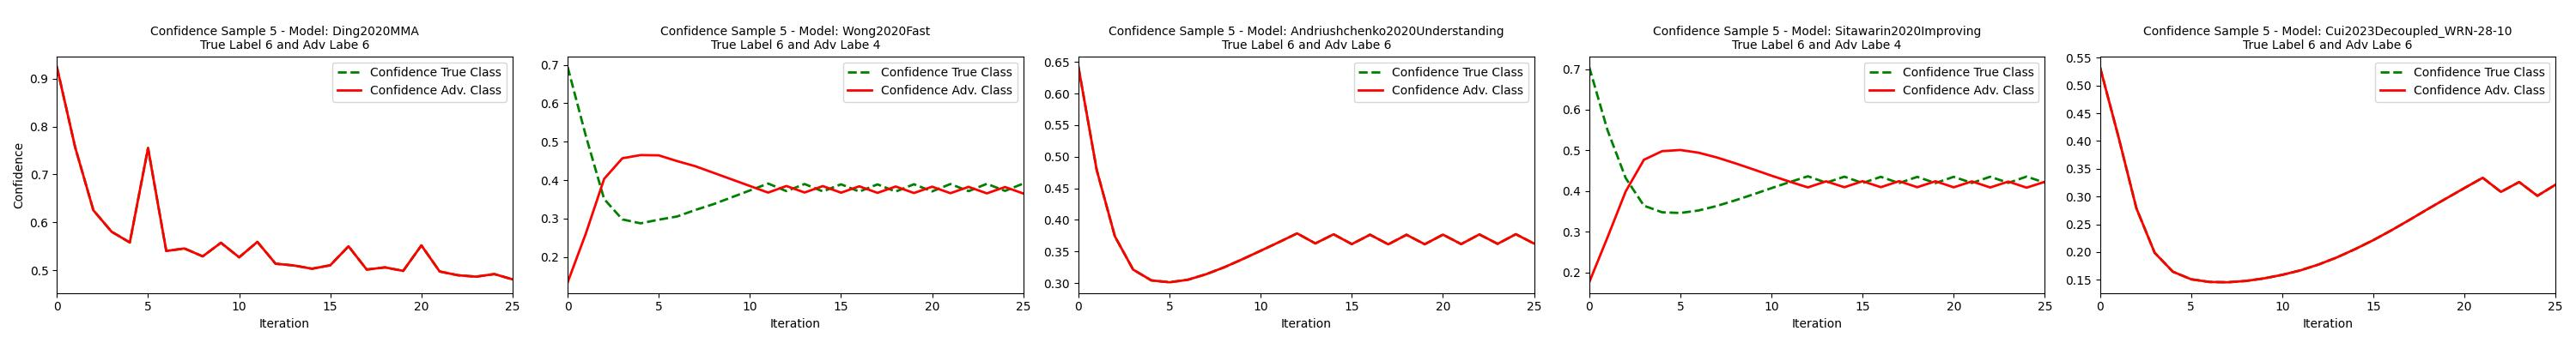 Confidence Sample 5 - Model: Ding2020MMA
True Label 6 and Adv Labe 6
Confidence True Class
Confidence Adv. Class
Confidence
0.9
0.8
0.7
0.6
0.5
0 5 10 15 20 25
Iteration
Confidence Sample 5 - Model: Wong2020Fast
True Label 6 and Adv Labe 4
Confidence True Class
Confidence Adv. Class
0.7
0.6
0.5
0.4
0.3
0.2
0 5 10 15 20 25
Iteration
Confidence Sample 5 - Model: Andriushchenko2020Understanding
True Label 6 and Adv Labe 6
Confidence True Class
Confidence Adv. Class
0.65
0.60
0.55
0.50
0.45
0.40
0.35
0.30
0 5 10 15 20 25
Iteration
Confidence Sample 5 - Model: Sitawarin2020Improving
True Label 6 and Adv Labe 4
Confidence True Class
Confidence Adv. Class
0.7
0.6
0.5
0.4
0.3
0.2
0 5 10 15 20 25
Iteration
Confidence Sample 5 - Model: Cui2023Decoupled_WRN-28-10
True Label 6 and Adv Labe 6
Confidence True Class
Confidence Adv. Class
0.55
0.50
0.45
0.40
0.35
0.30
0.25
0.20
0.15
0 5 10 15 20 25
Iteration